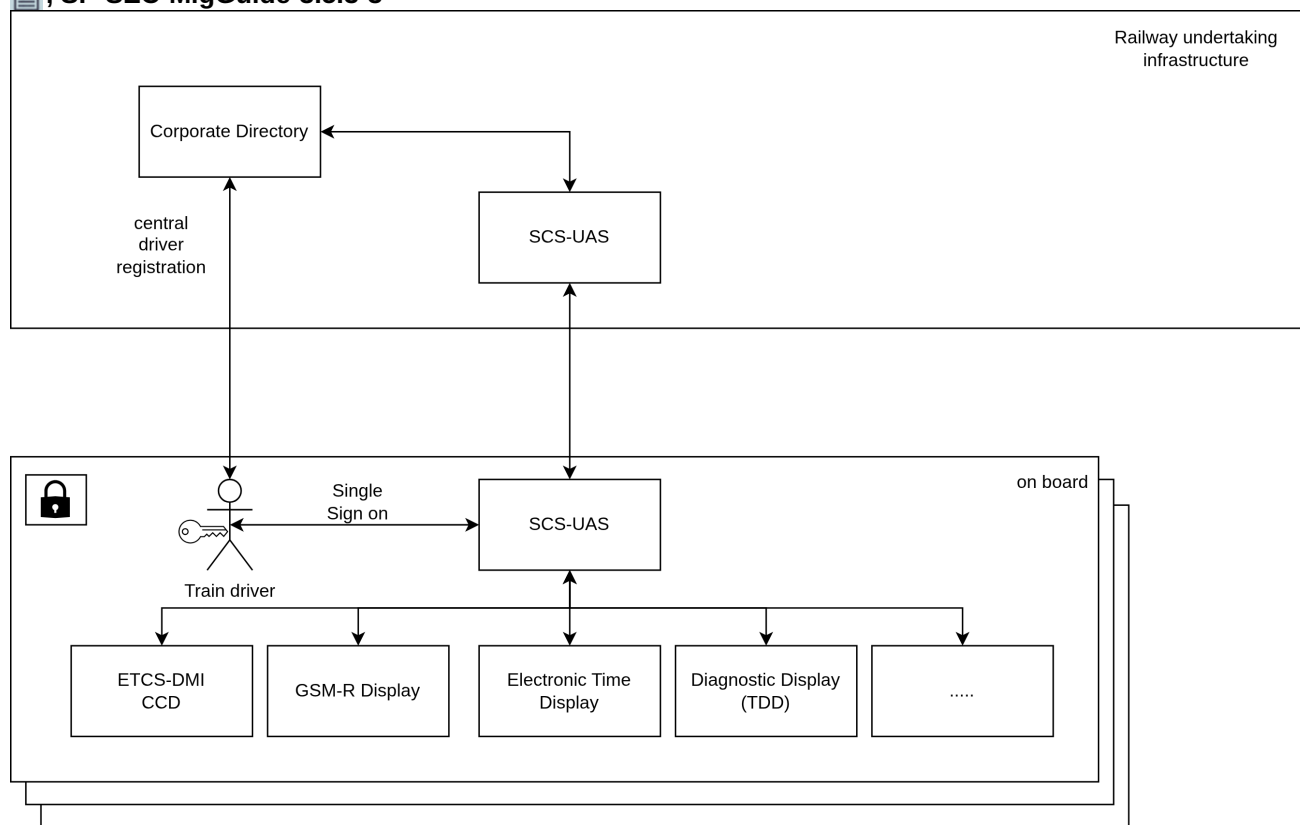 Railway undertaking
infrastructure
Corporate Directory
central
driver
registration
SCS-UAS
on board
Single
Sign on
SCS-UAS
Train driver
ETCS-DMI
CCD
GSM-R Display
Electronic Time
Display
Diagnostic Display
(TDD)
.....